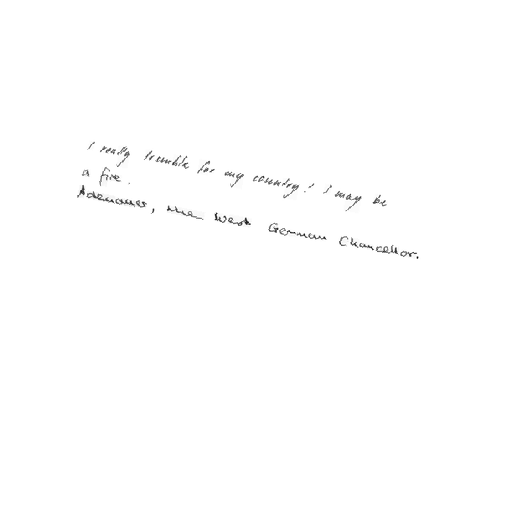 I really tremble for my country! I may be
a fire.
Adenauer, the West German Chancellor.